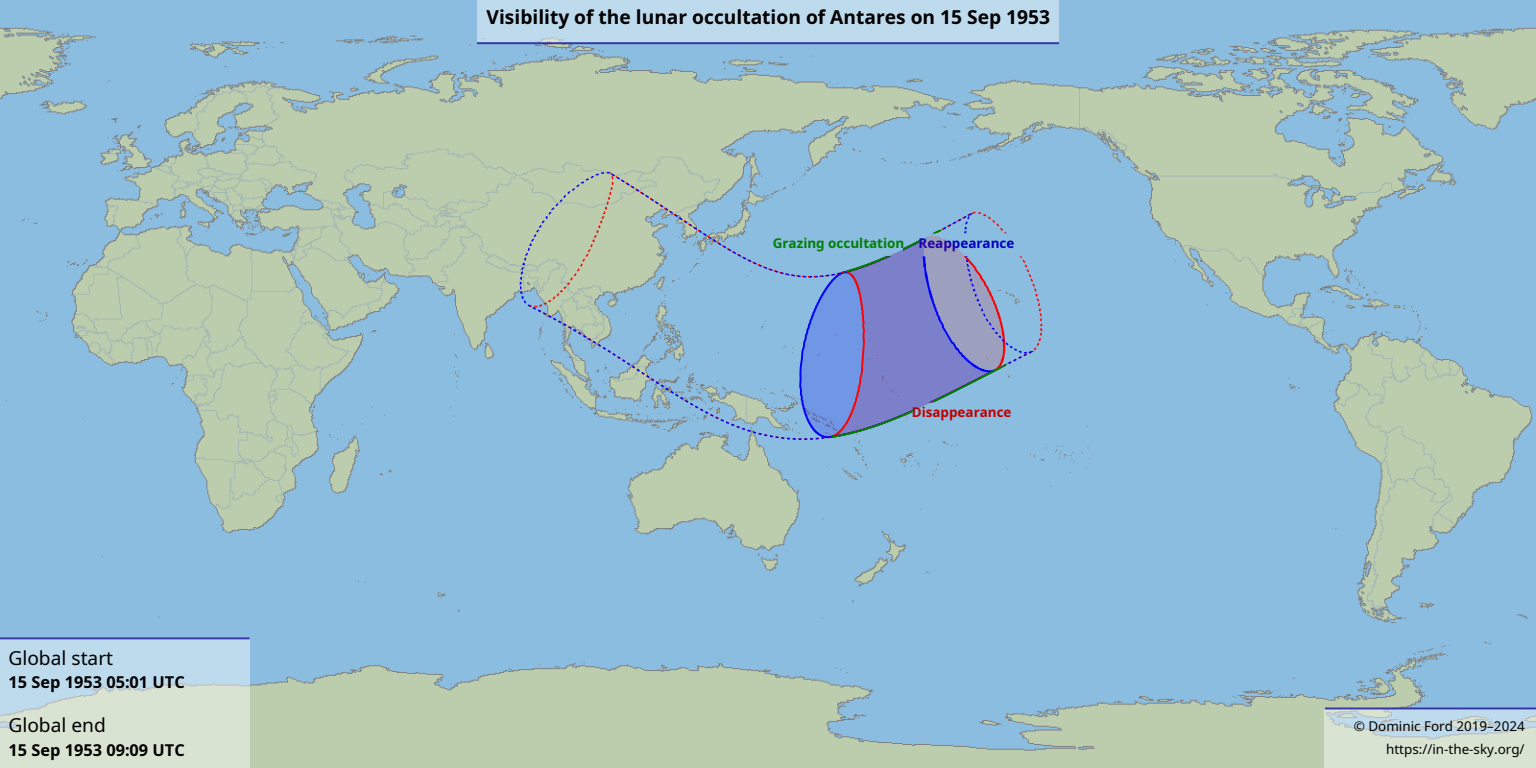 Visibility of the lunar occultation of Antares on 15 Sep 1953
Grazing occultation
Reappearance
Disappearance
Global start
15 Sep 1953 05:01 UTC
Global end
15 Sep 1953 09:09 UTC
© Dominic Ford 2019–2024
https://in-the-sky.org/